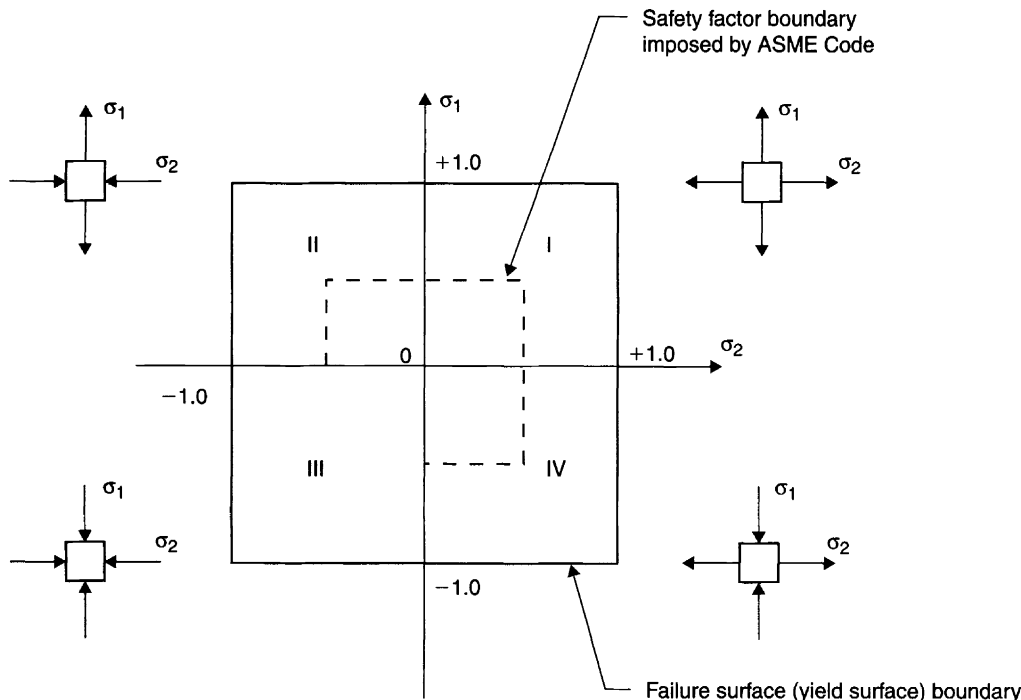 Safety factor boundary
imposed by ASME Code
σ1
σ1
σ1
σ2
+1.0
σ2
II
I
0
+1.0
σ2
−1.0
III
IV
σ1
σ1
σ2
σ2
−1.0
Failure surface (yield surface) boundary